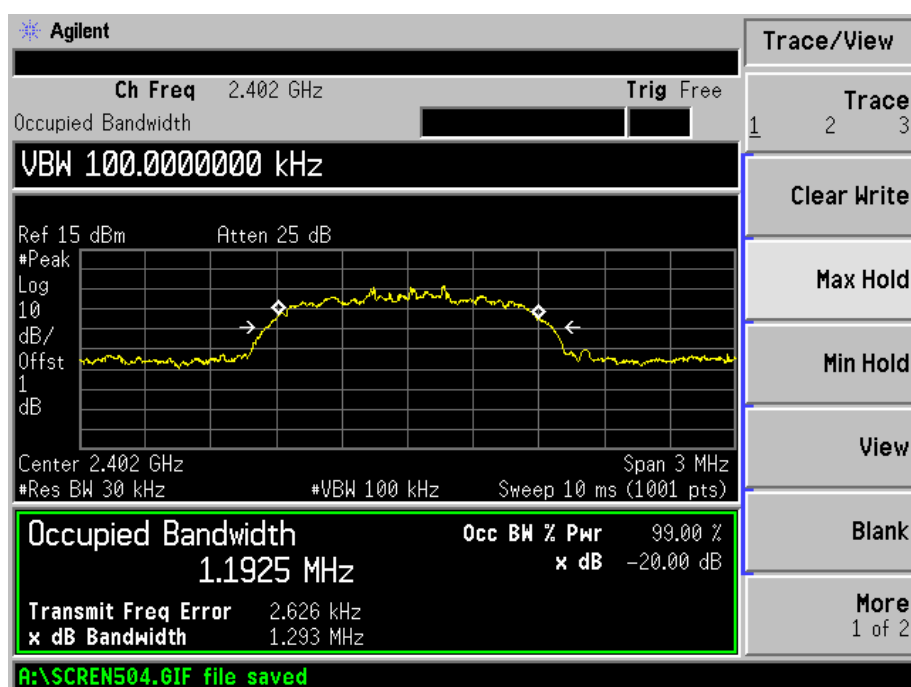 Agilent
Trace/View
Ch Freq 2.402 GHz Trig Free
Occupied Bandwidth
Trace
1 2 3
VBW 100.0000000 kHz
Clear Write
Ref 15 dBm Atten 25 dB
#Peak
Log
10
dB/
Offst
1
dB
Max Hold
Min Hold
View
Center 2.402 GHz Span 3 MHz
#Res BW 30 kHz #VBW 100 kHz Sweep 10 ms (1001 pts)
Occupied Bandwidth Occ BW % Pwr 99.00 %
1.1925 MHz x dB -20.00 dB
Blank
Transmit Freq Error 2.626 kHz
x dB Bandwidth 1.293 MHz
More
1 of 2
A:\SCREN504.GIF file saved